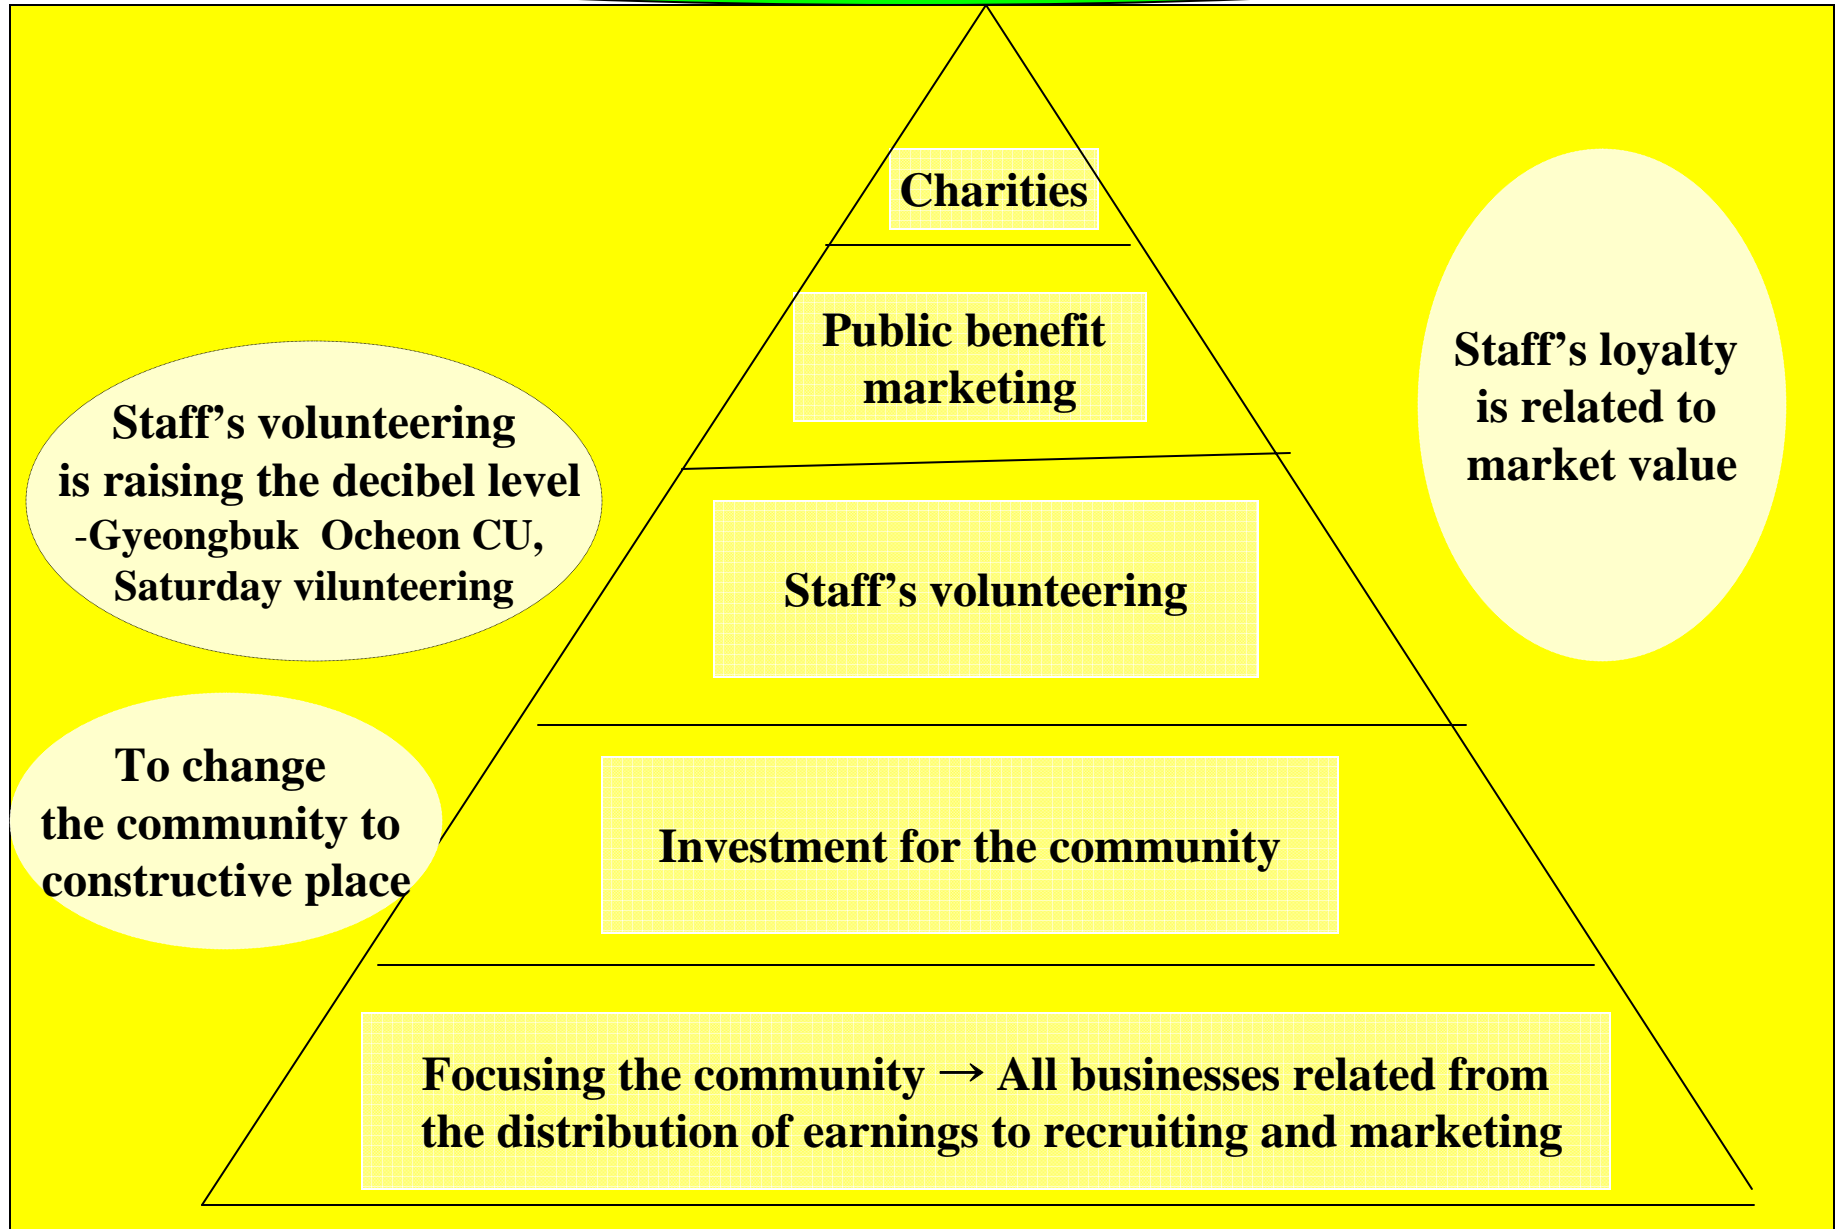 Charities
Public benefit
marketing
Staff’s loyalty
is related to
market value
Staff’s volunteering
is raising the decibel level
-Gyeongbuk  Ocheon CU,
Saturday vilunteering
Staff’s volunteering
To change
the community to
constructive place
Investment for the community
Focusing the community → All businesses related from
the distribution of earnings to recruiting and marketing